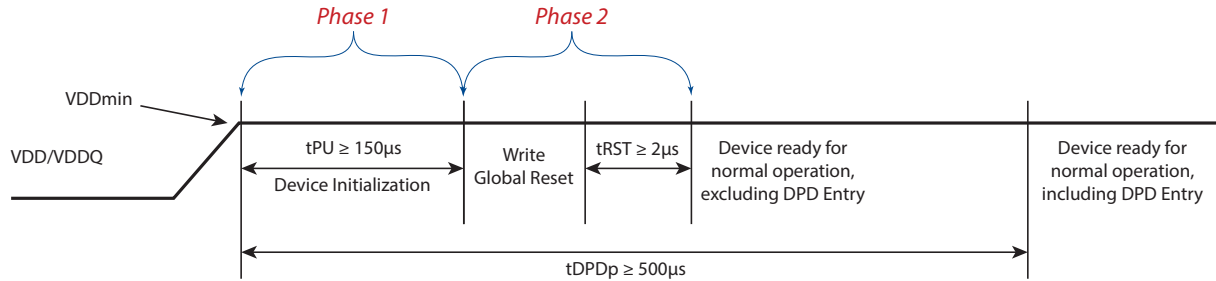 Phase 1
Phase 2
VDDmin
VDD/VDDQ
tPU ≥ 150µs
Device Initialization
Write
Global Reset
tRST ≥ 2µs
Device ready for
normal operation,
excluding DPD Entry
Device ready for
normal operation,
including DPD Entry
tDPDp ≥ 500µs